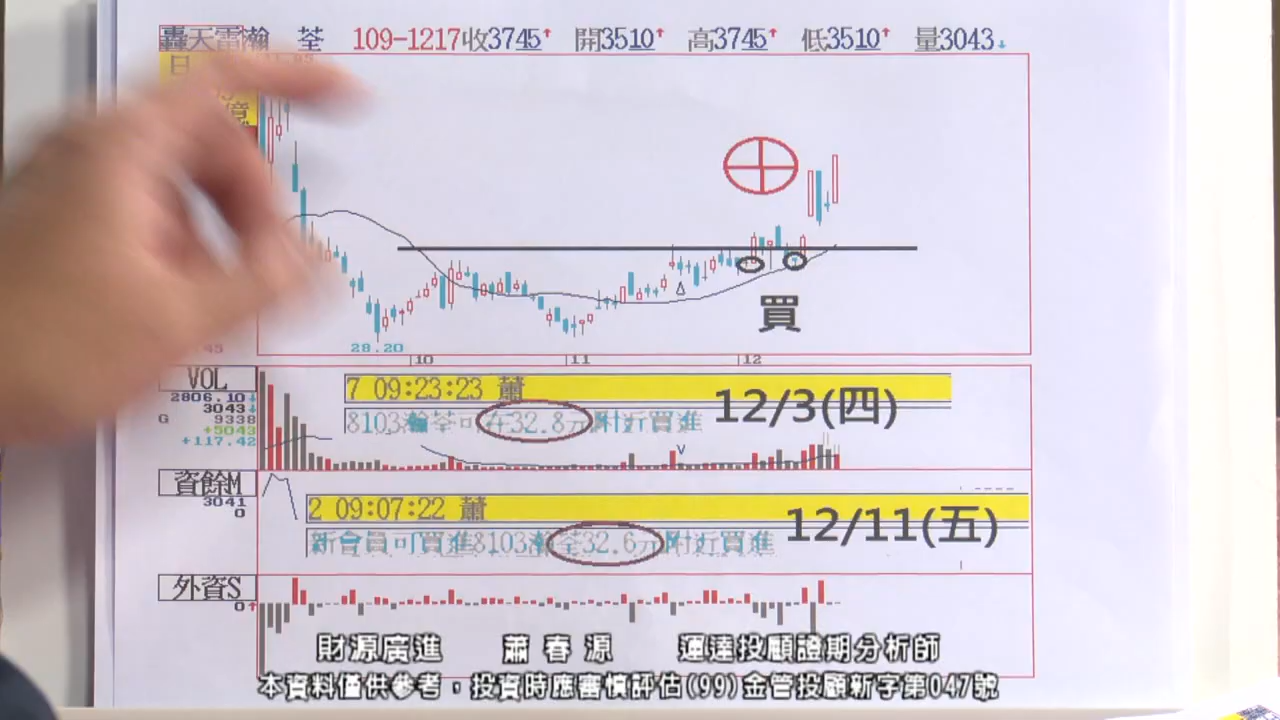 轟天雷瀚 荃 109-1217收3745↑ 開3510↑ 高3745↑ 低3510↑ 量3043↓
日
億
買
28.20
10 11 12
VOL
2806.10↓
3043↓
G 9338
+5043
+117.42
7 09:23:23 蕭
8103瀚荃可在32.8元附近買進
12/3(四)
資餘M
3041
0
2 09:07:22 蕭
新會員可買進8103瀚荃32.6元附近買進
12/11(五)
外資S
0↑
財源廣進 蕭春源 運達投顧證期分析師
本資料僅供參考，投資時應審慎評估(99)金管投顧新字第047號